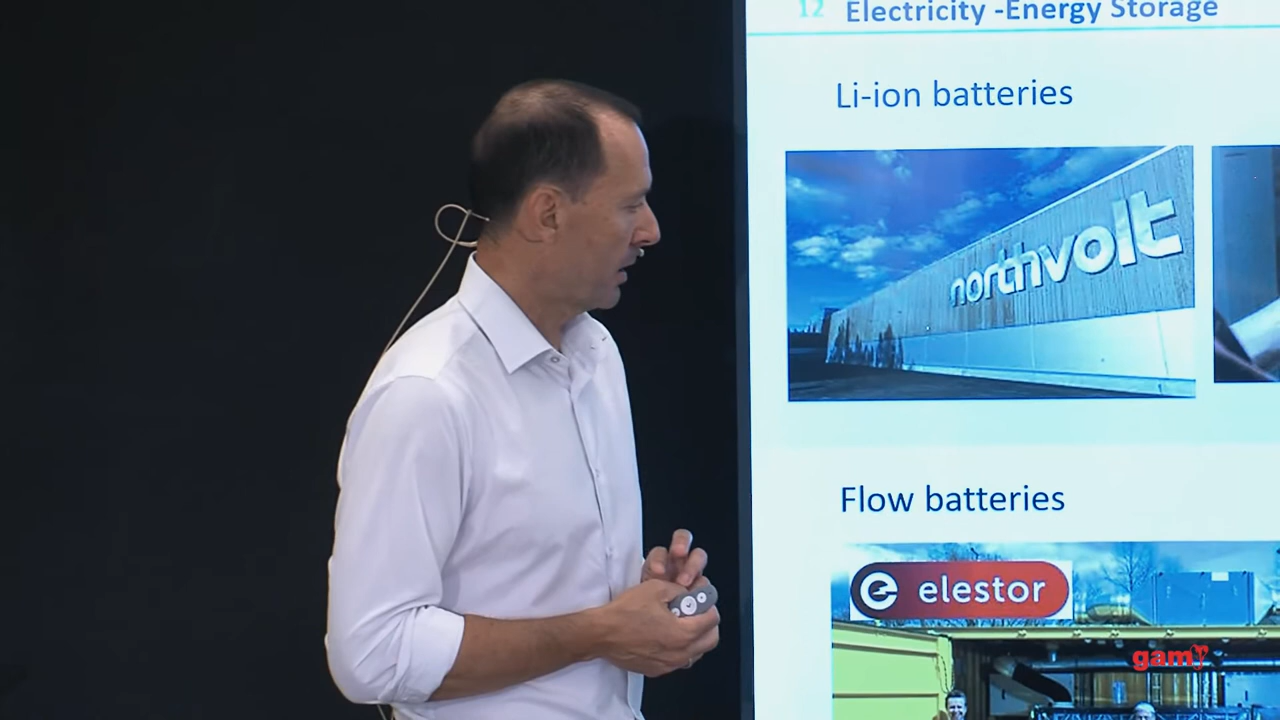 12 Electricity -Energy Storage
Li-ion batteries
northvolt
Flow batteries
elestor
gam